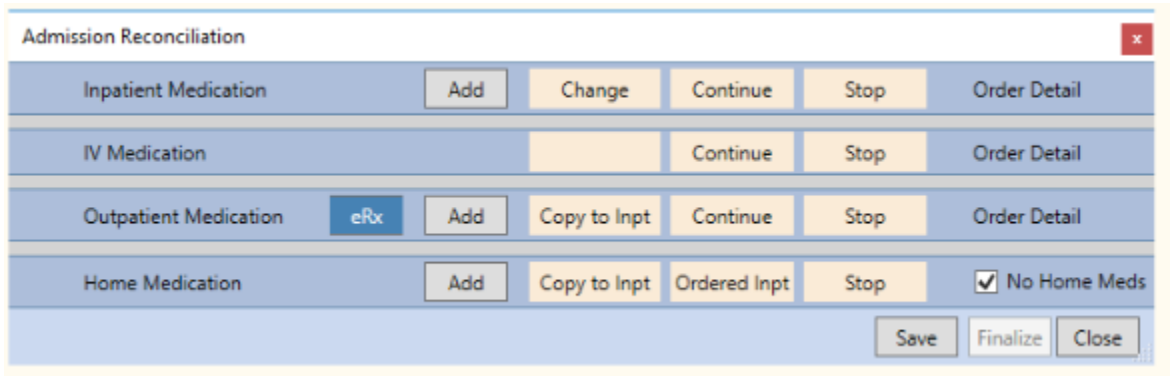 Admission Reconciliation x
Inpatient Medication Add Change Continue Stop Order Detail
IV Medication Continue Stop Order Detail
Outpatient Medication eRx Add Copy to Inpt Continue Stop Order Detail
Home Medication Add Copy to Inpt Ordered Inpt Stop No Home Meds
Save Finalize Close